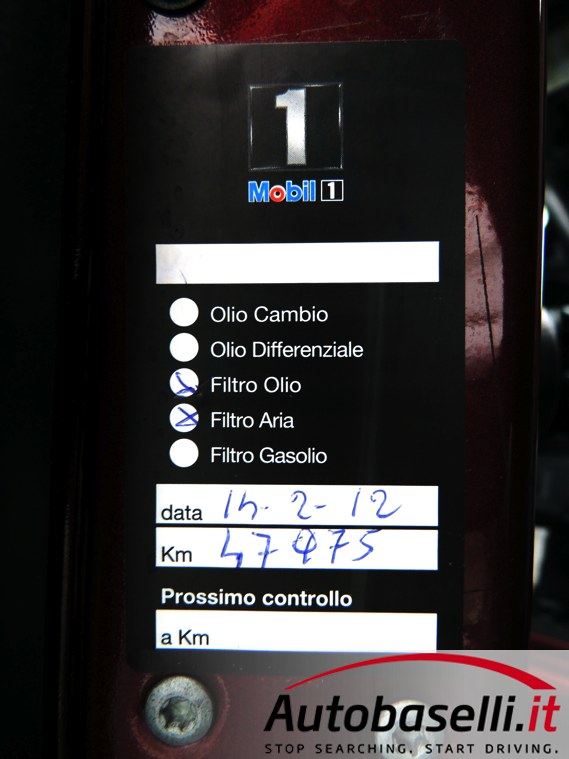 1
Mobil 1
Olio Cambio
Olio Differenziale
Filtro Olio
Filtro Aria
Filtro Gasolio
data 14-2-12
Km 47475
Prossimo controllo
a Km
Autobaselli.it
STOP SEARCHING. START DRIVING.